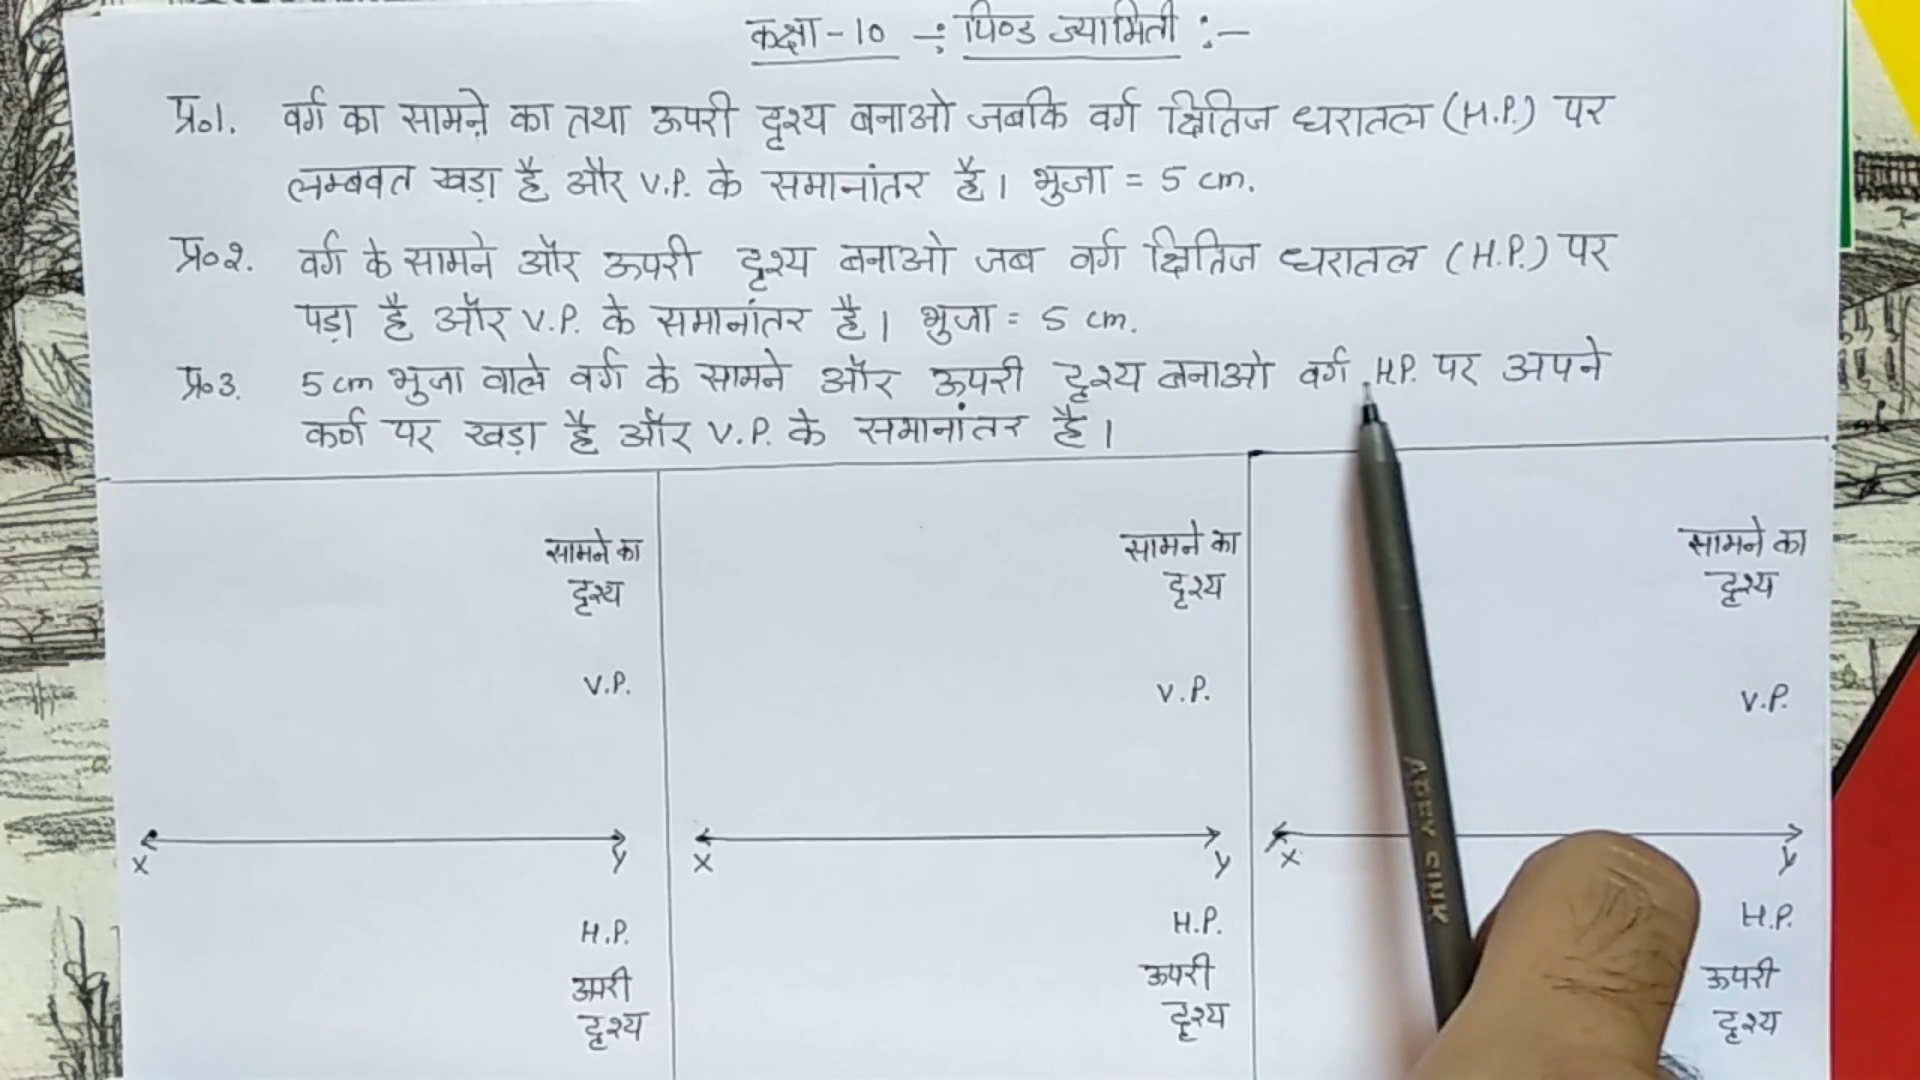 कक्षा - 10 -: पिण्ड ज्यामिती :-
प्र०1. वर्ग का सामने का तथा ऊपरी दृश्य बनाओ जबकि वर्ग क्षितिज धरातल (H.P.) पर
लम्बवत खड़ा है और V.P. के समानांतर है। भुजा = 5 cm.
प्र०२. वर्ग के सामने और ऊपरी दृश्य बनाओ जब वर्ग क्षितिज धरातल (H.P.) पर
पड़ा है और V.P. के समानांतर है। भुजा = 5 cm.
प्र०3. 5 cm भुजा वाले वर्ग के सामने और ऊपरी दृश्य बनाओ वर्ग H.P. पर अपने
कर्ण पर खड़ा है और V.P. के समानांतर है।
सामने का
दृश्य
V.P.
X Y
H.P.
ऊपरी
दृश्य
सामने का
दृश्य
V.P.
X Y
H.P.
ऊपरी
दृश्य
सामने का
दृश्य
V.P.
X Y
H.P.
ऊपरी
दृश्य